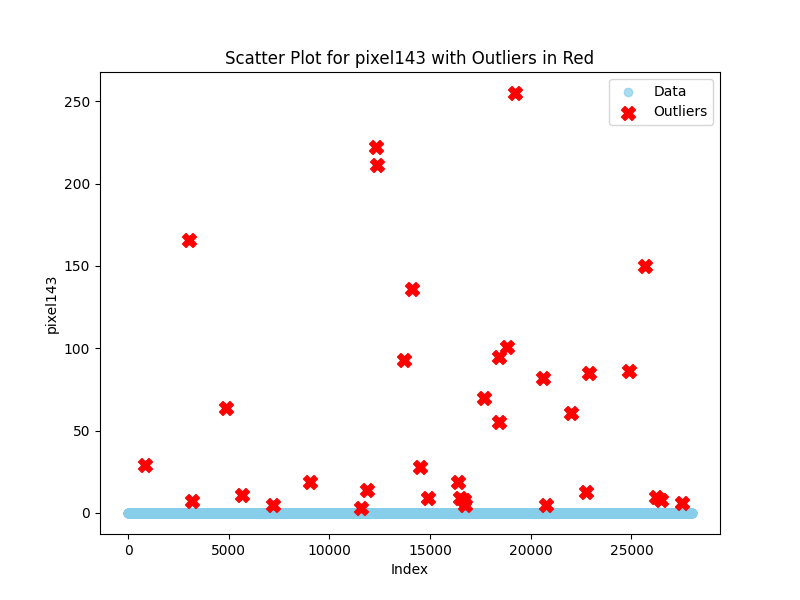 Scatter Plot for pixel143 with Outliers in Red
Data
Outliers
250
200
150
100
50
0
pixel143
0 5000 10000 15000 20000 25000
Index